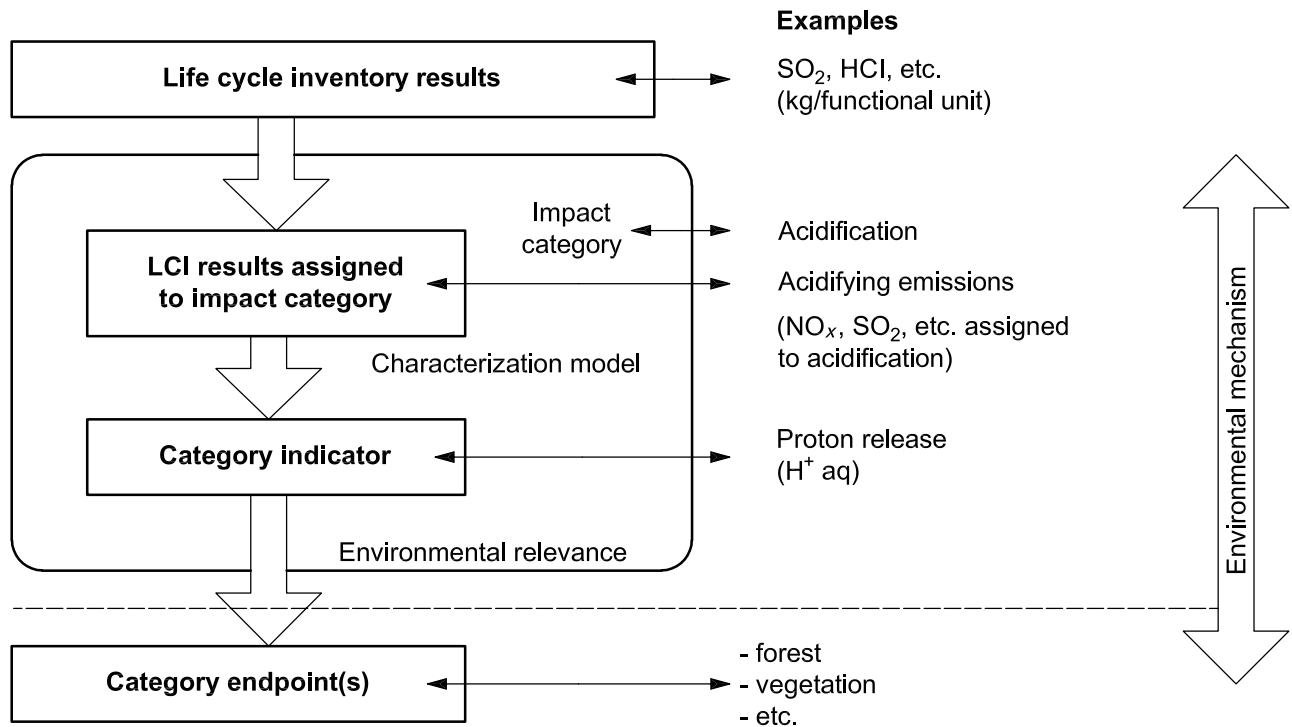 Examples
Life cycle inventory results
SO₂, HCl, etc.
(kg/functional unit)
Impact
category
Acidification
LCI results assigned
to impact category
Acidifying emissions
(NOₓ, SO₂, etc. assigned
to acidification)
Characterization model
Category indicator
Proton release
(H⁺ aq)
Environmental relevance
Environmental mechanism
Category endpoint(s)
- forest
- vegetation
- etc.